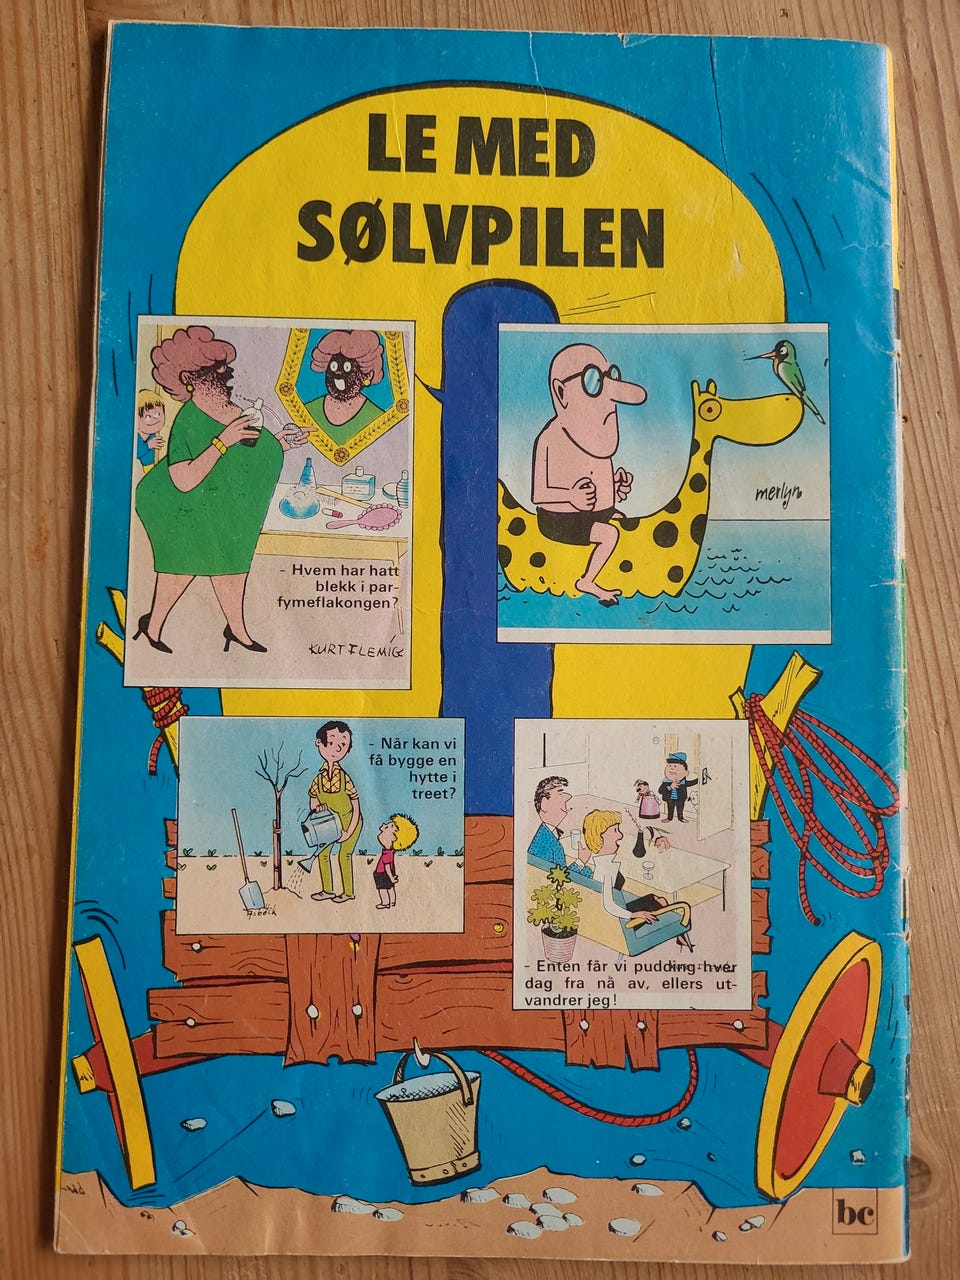 LE MED
SØLVPILEN
- Hvem har hatt
blekk i par-
fymeflakongen?
KURT FLEMIG
merlyn
- Når kan vi
få bygge en
hytte i
treet?
- Enten får vi pudding hver
dag fra nå av, ellers ut-
vandrer jeg!
bc